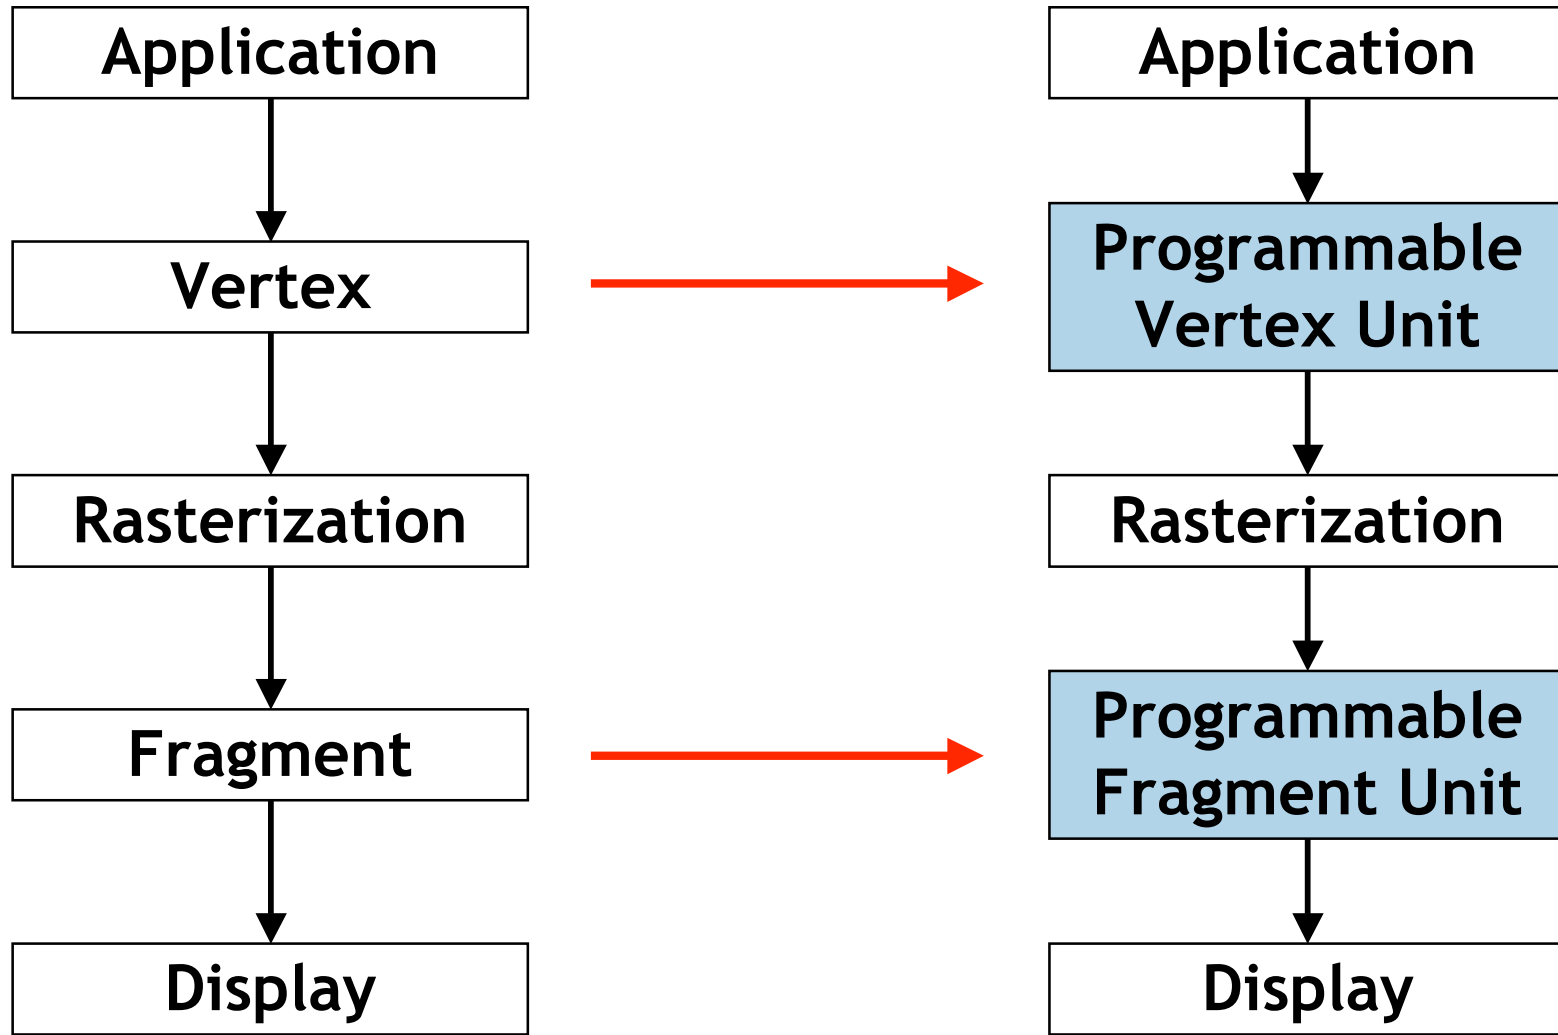 Application
Vertex
Rasterization
Fragment
Display
Application
Programmable
Vertex Unit
Rasterization
Programmable
Fragment Unit
Display